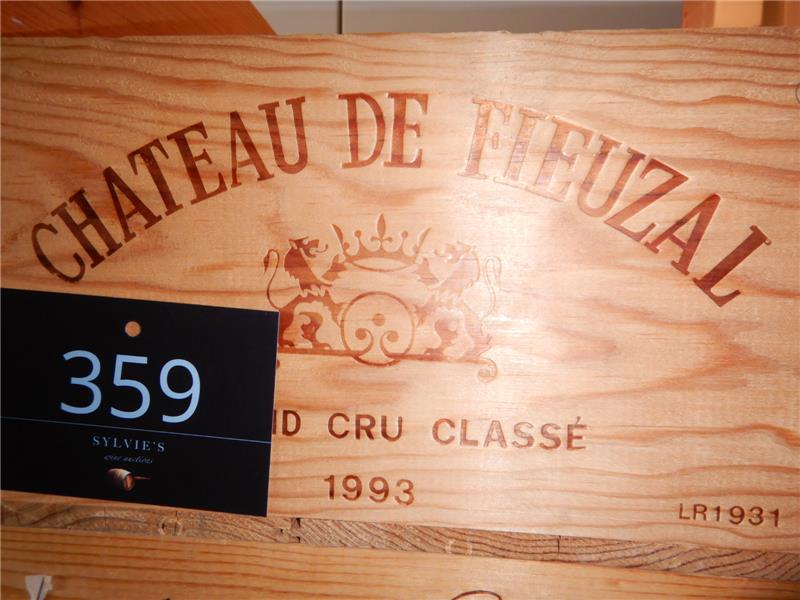 CHATEAU DE FIEUZAL
359
SYLVIE'S
wine auctions
ND CRU CLASSÉ
1993
LR1931